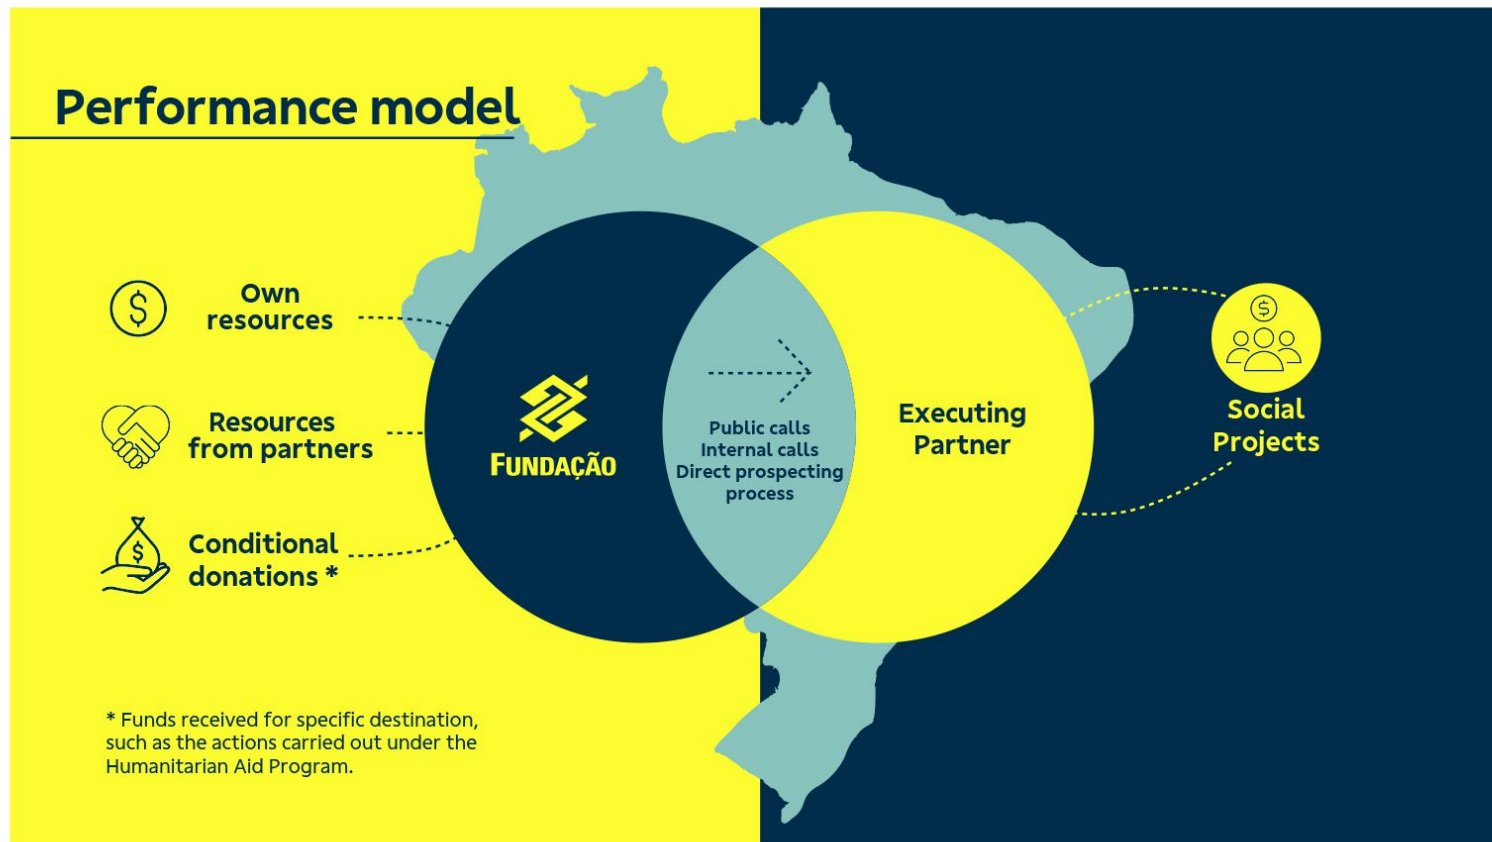 Performance model
Own
resources
Resources
from partners
Conditional
donations *
FUNDAÇÃO
Public calls
Internal calls
Direct prospecting
process
Executing
Partner
Social
Projects
* Funds received for specific destination,
such as the actions carried out under the
Humanitarian Aid Program.